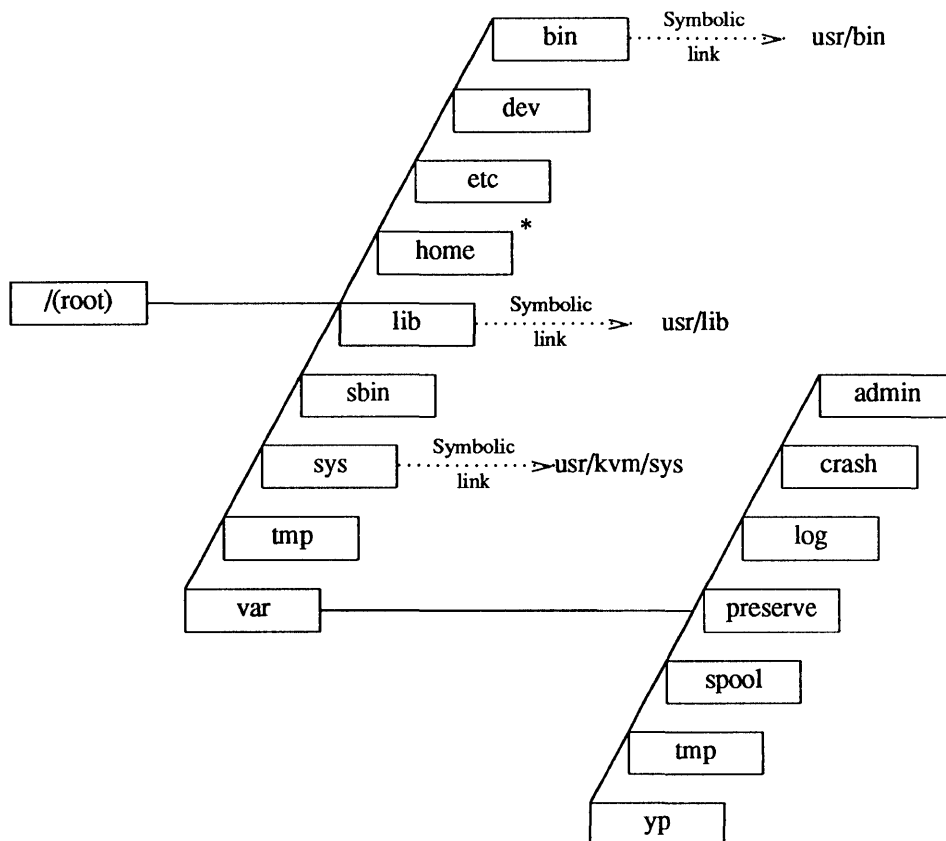 bin
Symbolic
link
usr/bin
dev
etc
home
*
/(root)
lib
Symbolic
link
usr/lib
sbin
admin
sys
Symbolic
link
usr/kvm/sys
crash
tmp
log
var
preserve
spool
tmp
yp